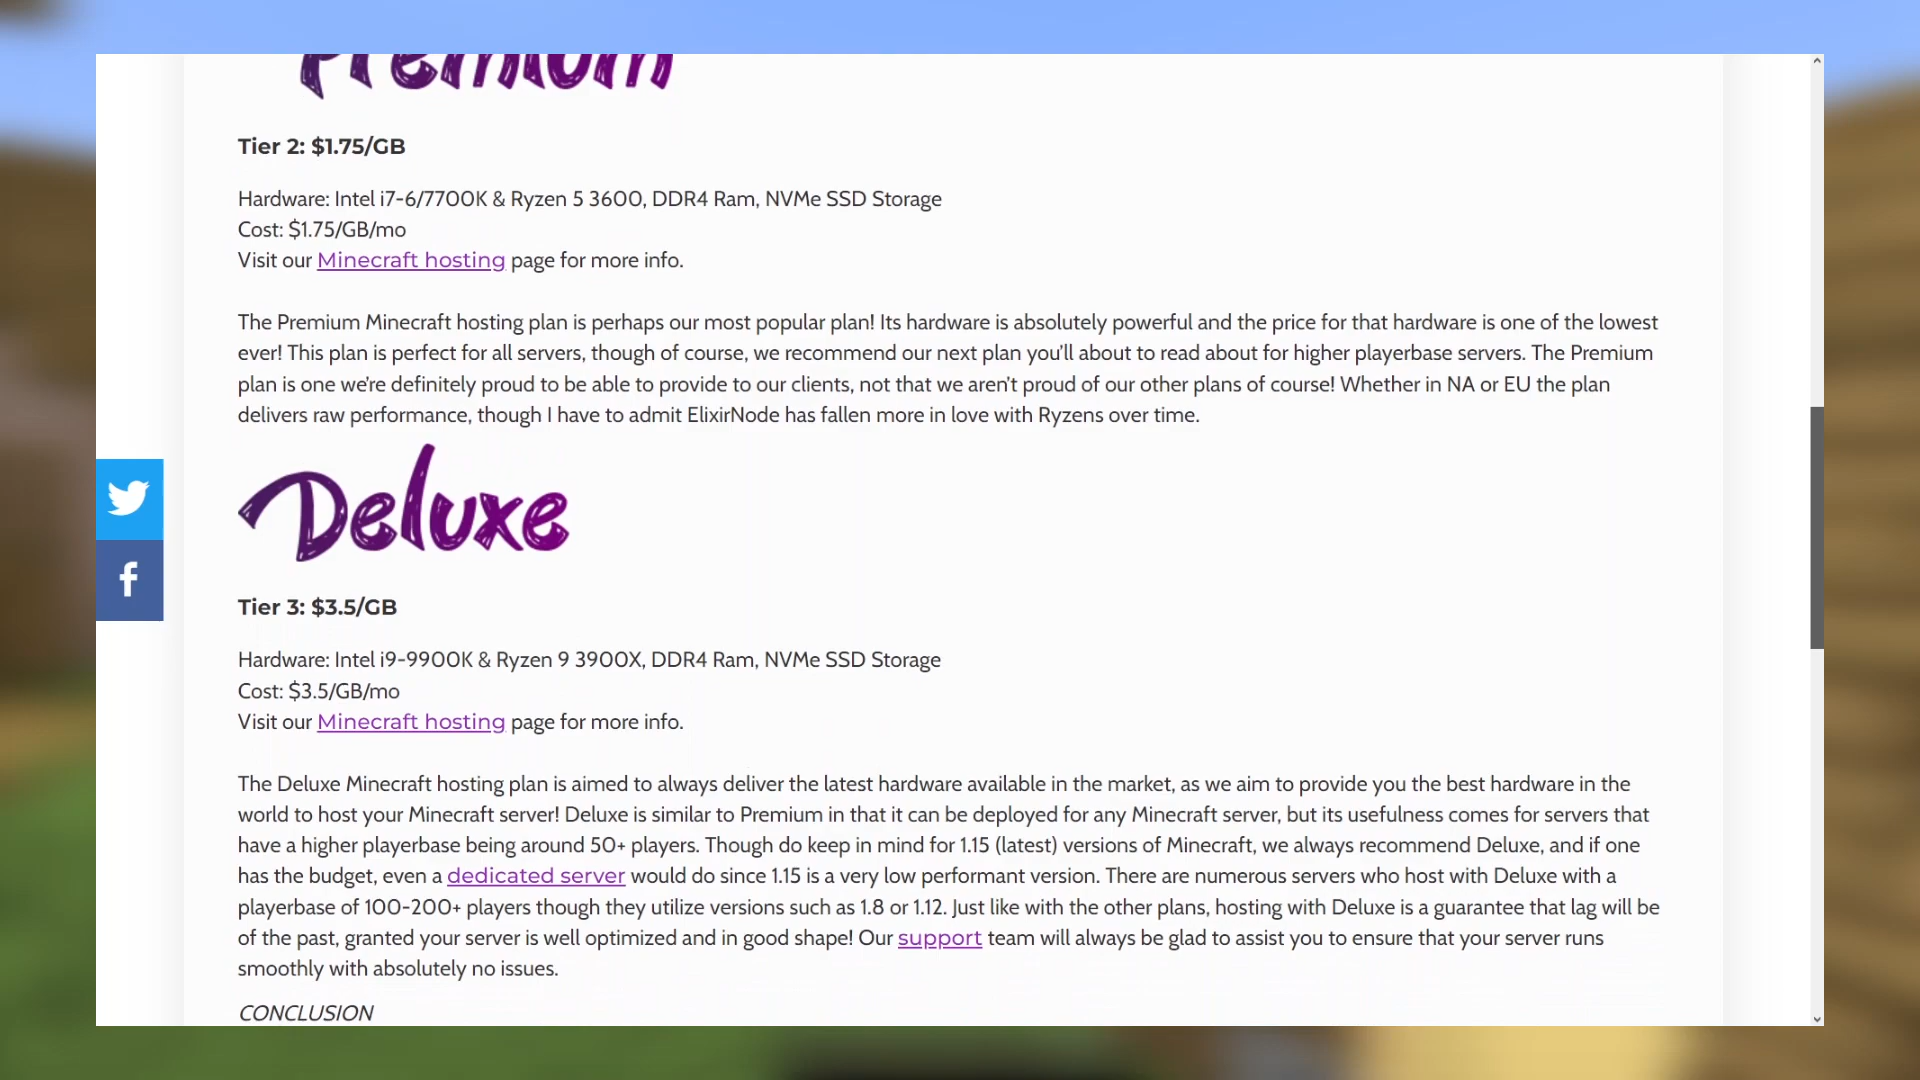 Premium
Tier 2: $1.75/GB
Hardware: Intel i7-6/7700K & Ryzen 5 3600, DDR4 Ram, NVMe SSD Storage
Cost: $1.75/GB/mo
Visit our Minecraft hosting page for more info.
The Premium Minecraft hosting plan is perhaps our most popular plan! Its hardware is absolutely powerful and the price for that hardware is one of the lowest
ever! This plan is perfect for all servers, though of course, we recommend our next plan you'll about to read about for higher playerbase servers. The Premium
plan is one we're definitely proud to be able to provide to our clients, not that we aren't proud of our other plans of course! Whether in NA or EU the plan
delivers raw performance, though I have to admit ElixirNode has fallen more in love with Ryzens over time.
Deluxe
Tier 3: $3.5/GB
Hardware: Intel i9-9900K & Ryzen 9 3900X, DDR4 Ram, NVMe SSD Storage
Cost: $3.5/GB/mo
Visit our Minecraft hosting page for more info.
The Deluxe Minecraft hosting plan is aimed to always deliver the latest hardware available in the market, as we aim to provide you the best hardware in the
world to host your Minecraft server! Deluxe is similar to Premium in that it can be deployed for any Minecraft server, but its usefulness comes for servers that
have a higher playerbase being around 50+ players. Though do keep in mind for 1.15 (latest) versions of Minecraft, we always recommend Deluxe, and if one
has the budget, even a dedicated server would do since 1.15 is a very low performant version. There are numerous servers who host with Deluxe with a
playerbase of 100-200+ players though they utilize versions such as 1.8 or 1.12. Just like with the other plans, hosting with Deluxe is a guarantee that lag will be
of the past, granted your server is well optimized and in good shape! Our support team will always be glad to assist you to ensure that your server runs
smoothly with absolutely no issues.
CONCLUSION